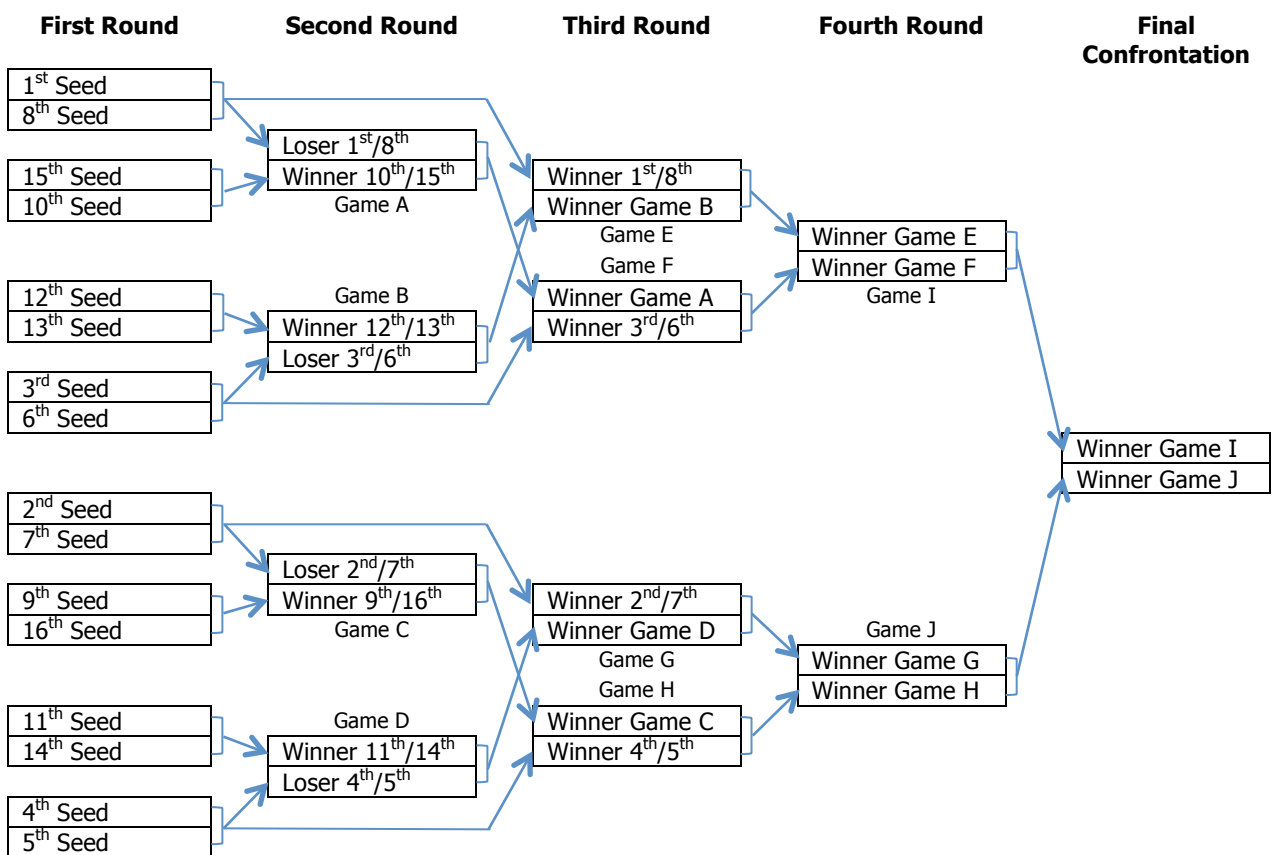 First Round
Second Round
Third Round
Fourth Round
Final
Confrontation
1st Seed
8th Seed
15th Seed
10th Seed
12th Seed
13th Seed
3rd Seed
6th Seed
2nd Seed
7th Seed
9th Seed
16th Seed
11th Seed
14th Seed
4th Seed
5th Seed
Loser 1st/8th
Winner 10th/15th
Game A
Game B
Winner 12th/13th
Loser 3rd/6th
Loser 2nd/7th
Winner 9th/16th
Game C
Game D
Winner 11th/14th
Loser 4th/5th
Winner 1st/8th
Winner Game B
Game E
Game F
Winner Game A
Winner 3rd/6th
Winner 2nd/7th
Winner Game D
Game G
Game H
Winner Game C
Winner 4th/5th
Winner Game E
Winner Game F
Game I
Game J
Winner Game G
Winner Game H
Winner Game I
Winner Game J